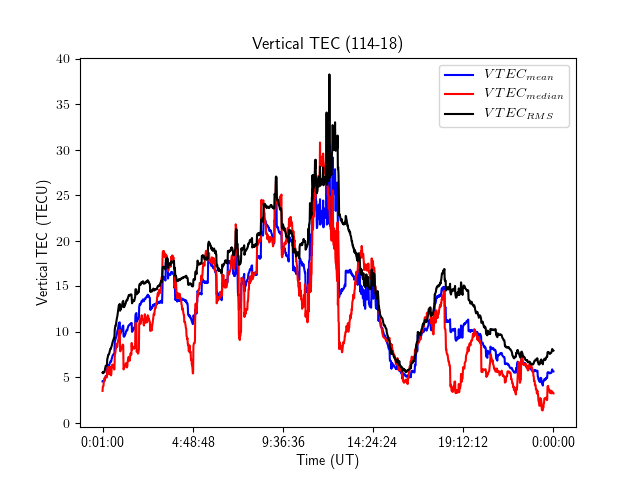 Vertical TEC (114-18)
40
35
30
25
20
15
10
5
0
Vertical TEC (TECU)
VTEC_mean
VTEC_median
VTEC_RMS
0:01:00 4:48:48 9:36:36 14:24:24 19:12:12 0:00:00
Time (UT)